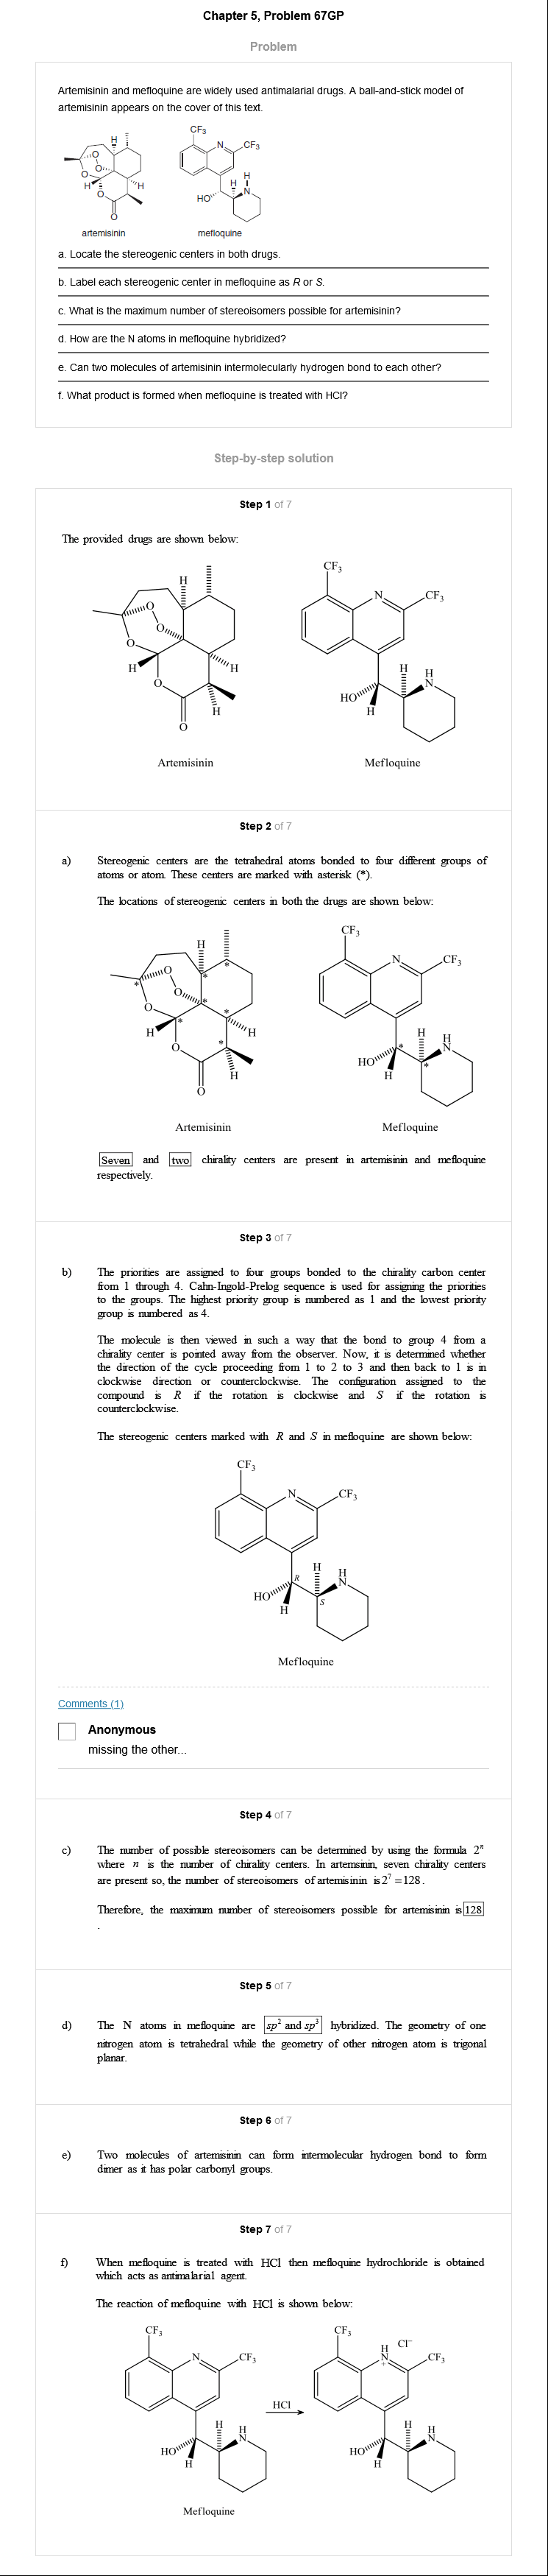 Chapter 5, Problem 67GP
Problem
Artemisinin and mefloquine are widely used antimalarial drugs. A ball-and-stick model of
artemisinin appears on the cover of this text.
CF3
N
CF3
H
O
O
O
H
O
H
O
H
H
N
HO
artemisinin
mefloquine
a. Locate the stereogenic centers in both drugs.
b. Label each stereogenic center in mefloquine as R or S.
c. What is the maximum number of stereoisomers possible for artemisinin?
d. How are the N atoms in mefloquine hybridized?
e. Can two molecules of artemisinin intermolecularly hydrogen bond to each other?
f. What product is formed when mefloquine is treated with HCl?
Step-by-step solution
Step 1 of 7
The provided drugs are shown below:
CF3
H
N
CF3
O
O
O
H
H
O
H
O
H
H
N
HO
H
Artemisinin
Mefloquine
Step 2 of 7
a) Stereogenic centers are the tetrahedral atoms bonded to four different groups of
atoms or atom. These centers are marked with asterisk (*).
The locations of stereogenic centers in both the drugs are shown below:
CF3
H
*
N
CF3
O
*
*
O
*
O
*
H
*
*
H
O
H
O
H
H
N
HO
*
*
H
Artemisinin
Mefloquine
Seven and two chirality centers are present in artemisinin and mefloquine
respectively.
Step 3 of 7
b) The priorities are assigned to four groups bonded to the chirality carbon center
from 1 through 4. Cahn-Ingold-Prelog sequence is used for assigning the priorities
to the groups. The highest priority group is numbered as 1 and the lowest priority
group is numbered as 4.
The molecule is then viewed in such a way that the bond to group 4 from a
chirality center is pointed away from the observer. Now, it is determined whether
the direction of the cycle proceeding from 1 to 2 to 3 and then back to 1 is in
clockwise direction or counterclockwise. The configuration assigned to the
compound is R if the rotation is clockwise and S if the rotation is
counterclockwise.
The stereogenic centers marked with R and S in mefloquine are shown below:
CF3
N
CF3
H
H
N
R
HO
S
H
Mefloquine
Comments (1)
Anonymous
missing the other...
Step 4 of 7
c) The number of possible stereoisomers can be determined by using the formula 2ⁿ
where n is the number of chirality centers. In artemsinin, seven chirality centers
are present so, the number of stereoisomers of artemisinin is 2⁷ = 128.
Therefore, the maximum number of stereoisomers possible for artemisinin is 128
.
Step 5 of 7
d) The N atoms in mefloquine are sp² and sp³ hybridized. The geometry of one
nitrogen atom is tetrahedral while the geometry of other nitrogen atom is trigonal
planar.
Step 6 of 7
e) Two molecules of artemisinin can form intermolecular hydrogen bond to form
dimer as it has polar carbonyl groups.
Step 7 of 7
f) When mefloquine is treated with HCl then mefloquine hydrochloride is obtained
which acts as antimalarial agent.
The reaction of mefloquine with HCl is shown below:
CF3
CF3
N
CF3
H
N
+
Cl⁻
CF3
HCl
H
H
N
HO
H
H
H
N
HO
H
Mefloquine